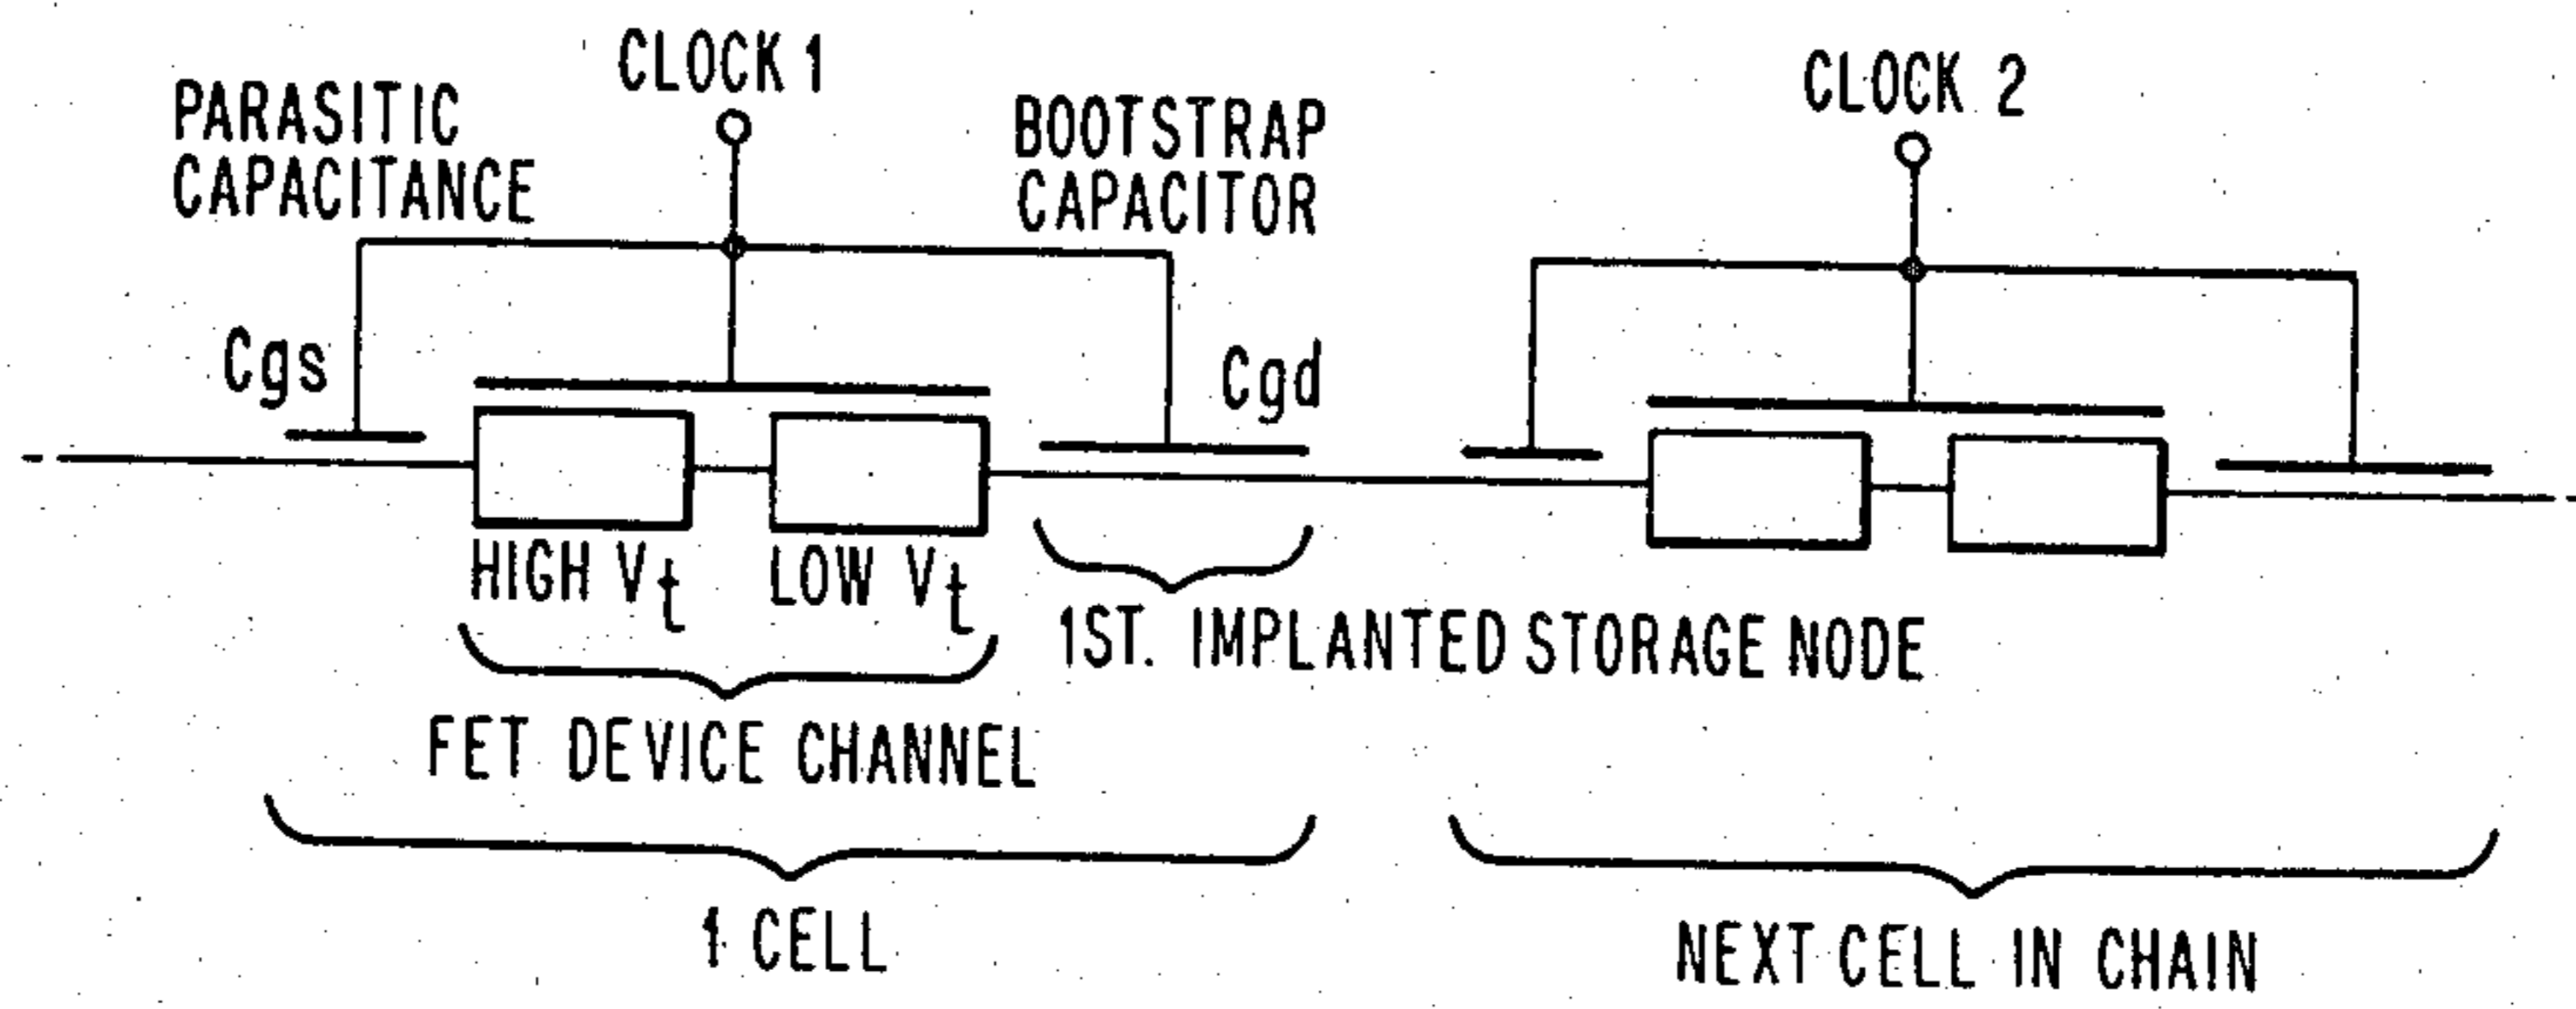 CLOCK 1
CLOCK 2
PARASITIC
CAPACITANCE
BOOTSTRAP
CAPACITOR
Cgs
Cgd
HIGH Vt
LOW Vt
1ST. IMPLANTED STORAGE NODE
FET DEVICE CHANNEL
1 CELL
NEXT CELL IN CHAIN